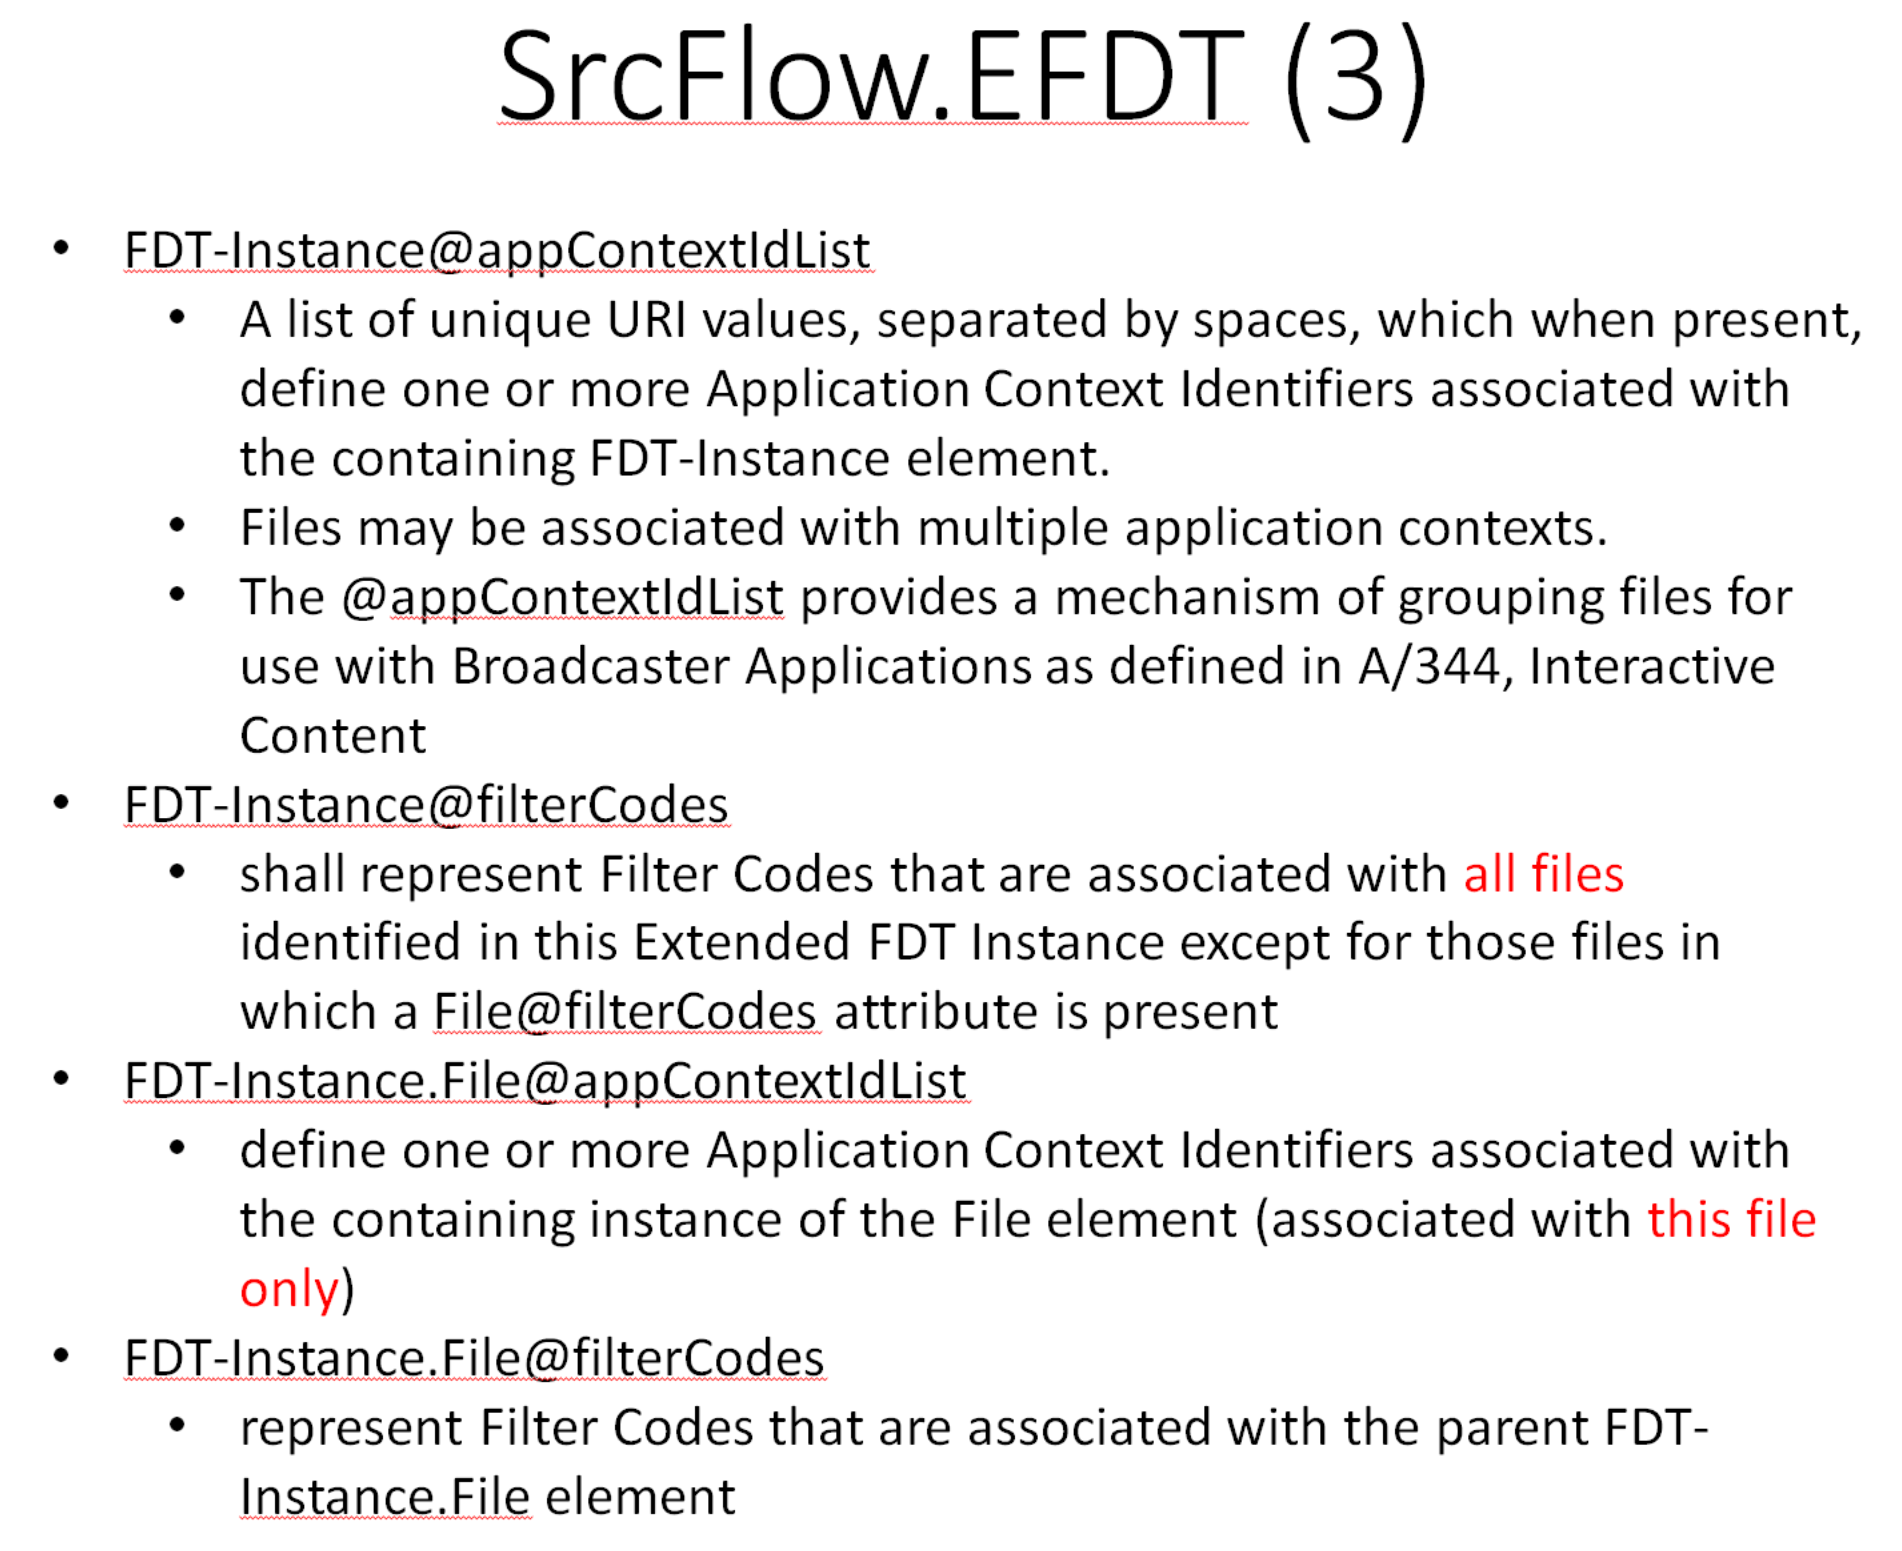 SrcFlow.EFDT (3)
• FDT-Instance@appContextIdList
• A list of unique URI values, separated by spaces, which when present,
define one or more Application Context Identifiers associated with
the containing FDT-Instance element.
• Files may be associated with multiple application contexts.
• The @appContextIdList provides a mechanism of grouping files for
use with Broadcaster Applications as defined in A/344, Interactive
Content
• FDT-Instance@filterCodes
• shall represent Filter Codes that are associated with all files
identified in this Extended FDT Instance except for those files in
which a File@filterCodes attribute is present
• FDT-Instance.File@appContextIdList
• define one or more Application Context Identifiers associated with
the containing instance of the File element (associated with this file
only)
• FDT-Instance.File@filterCodes
• represent Filter Codes that are associated with the parent FDT-
Instance.File element